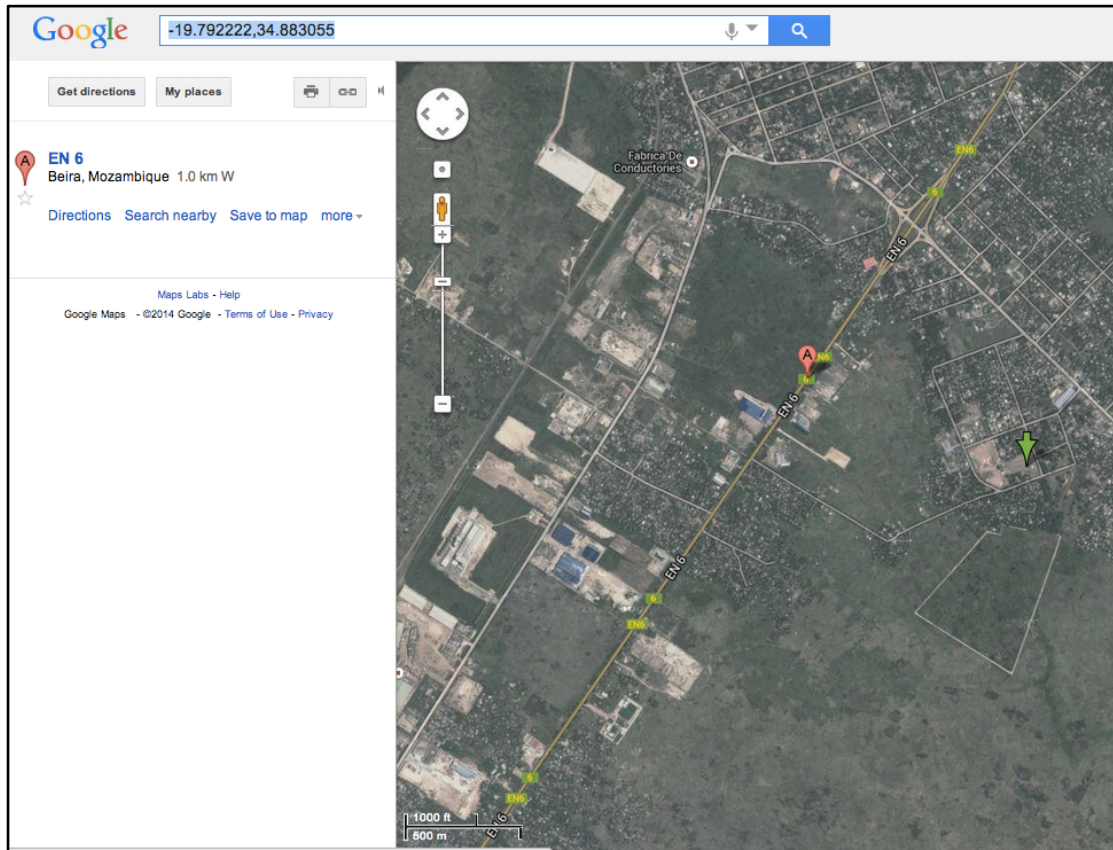 Google
-19.792222,34.883055
Get directions
My places
A
EN 6
Beira, Mozambique 1.0 km W
Directions Search nearby Save to map more
Maps Labs - Help
Google Maps - ©2014 Google - Terms of Use - Privacy
Fabrica De
Conductories
EN6
6
EN 6
A
N6
6
EN 6
EN 6
6
EN6
6
EN6
EN 6
1000 ft
500 m